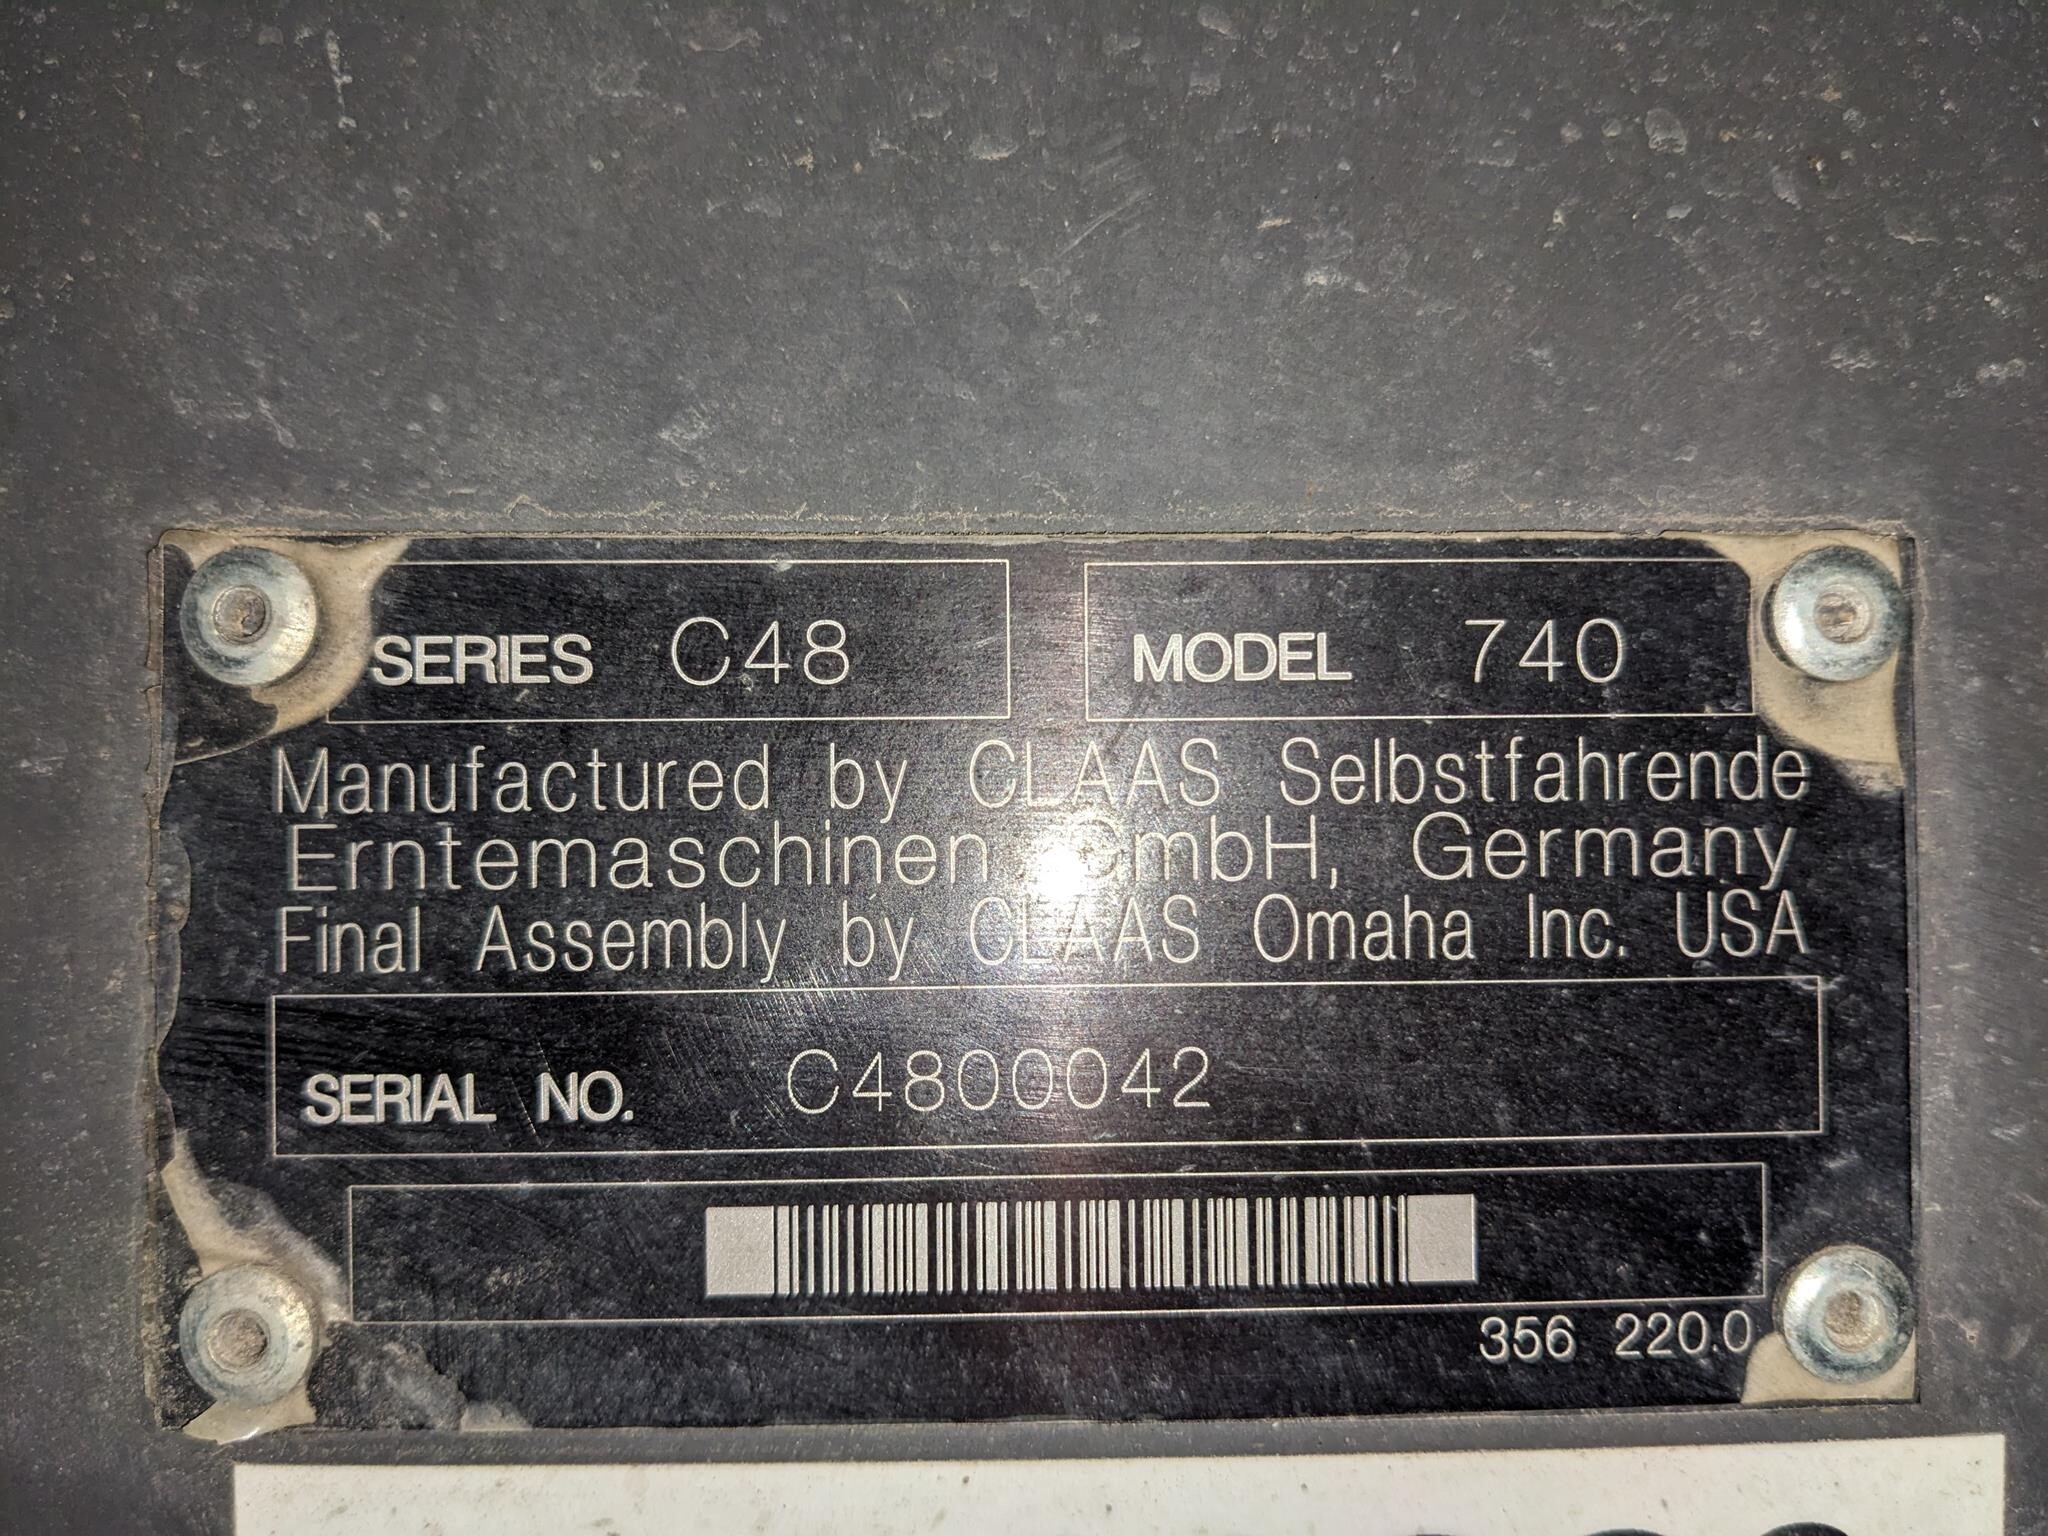 SERIES C48 MODEL 740
Manufactured by CLAAS Selbstfahrende
Erntemaschinen GmbH, Germany
Final Assembly by CLAAS Omaha Inc. USA
SERIAL NO. C4800042
356 220.0